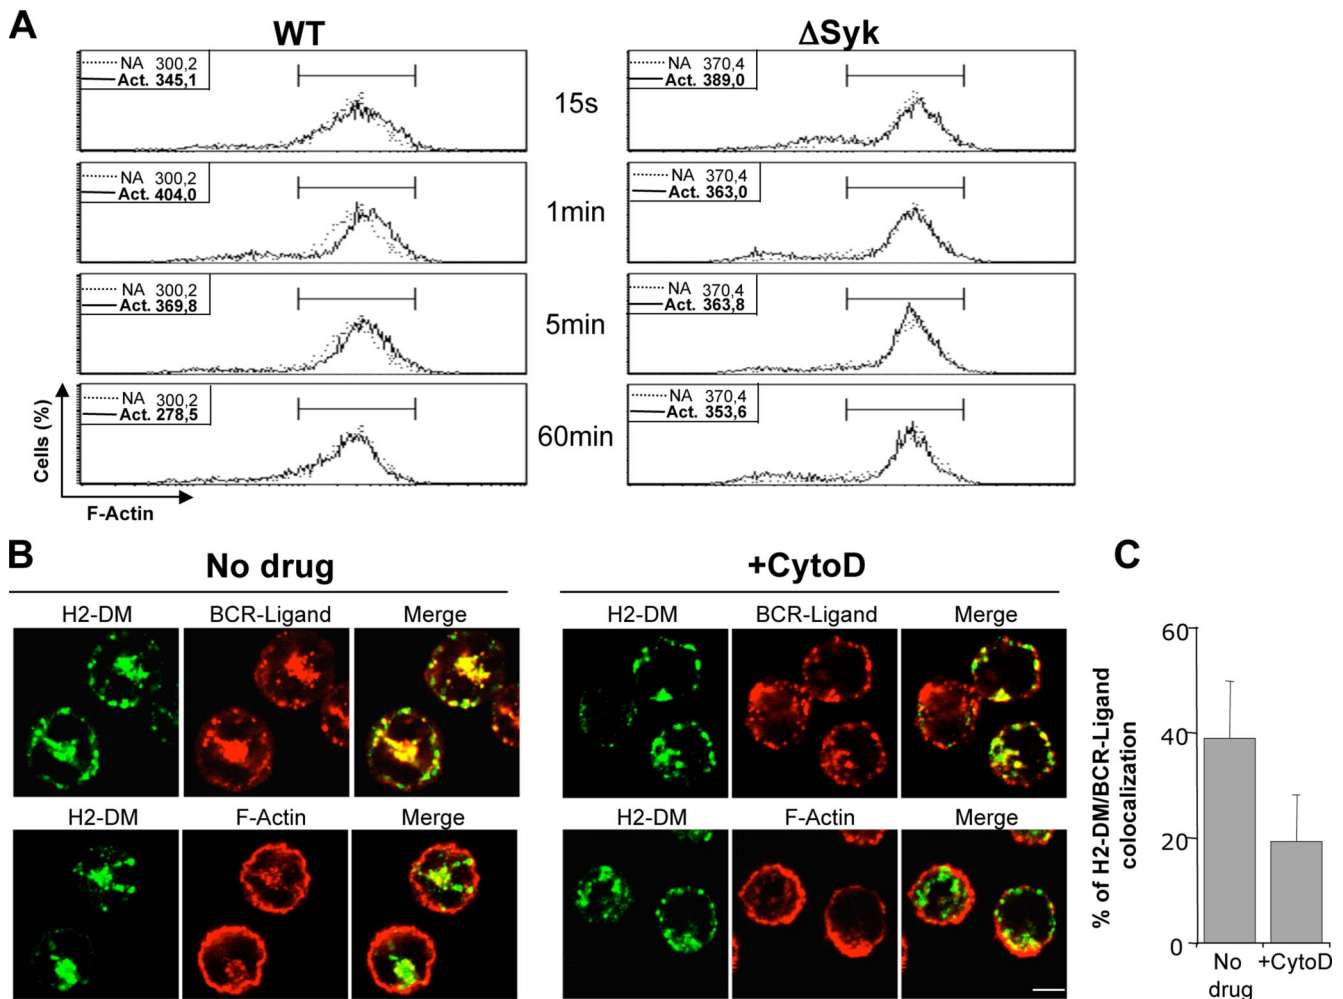 A
WT
ΔSyk
NA 300,2
Act. 345,1
15s
NA 370,4
Act. 389,0
NA 300,2
Act. 404,0
1min
NA 370,4
Act. 363,0
NA 300,2
Act. 369,8
5min
NA 370,4
Act. 363,8
NA 300,2
Act. 278,5
60min
NA 370,4
Act. 353,6
Cells (%)
F-Actin
B
No drug
+CytoD
H2-DM BCR-Ligand Merge
H2-DM BCR-Ligand Merge
H2-DM F-Actin Merge
H2-DM F-Actin Merge
C
% of H2-DM/BCR-Ligand
colocalization
60
40
20
0
No
drug
+CytoD